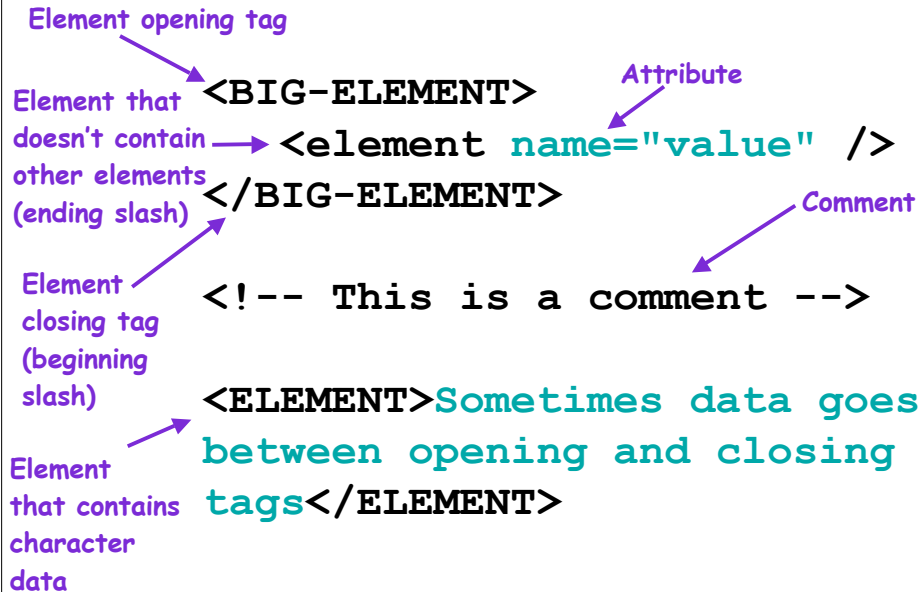 Element opening tag
<BIG-ELEMENT>
Attribute
Element that
doesn't contain
other elements
(ending slash)
<element name="value" />
</BIG-ELEMENT>
Comment
Element
closing tag
(beginning
slash)
<!-- This is a comment -->
<ELEMENT>Sometimes data goes
between opening and closing
tags</ELEMENT>
Element
that contains
character
data